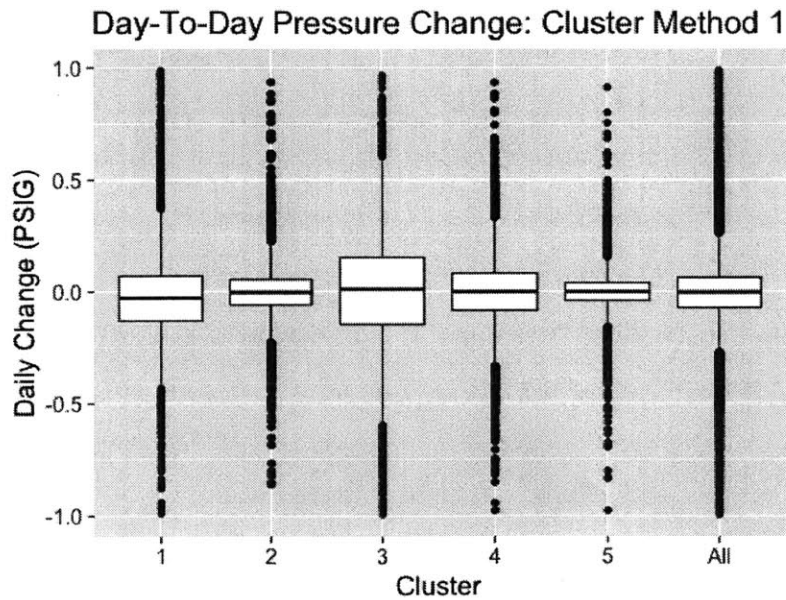 Day-To-Day Pressure Change: Cluster Method 1
Daily Change (PSIG)
1.0
0.5
0.0
-0.5
-1.0
1 2 3 4 5 All
Cluster